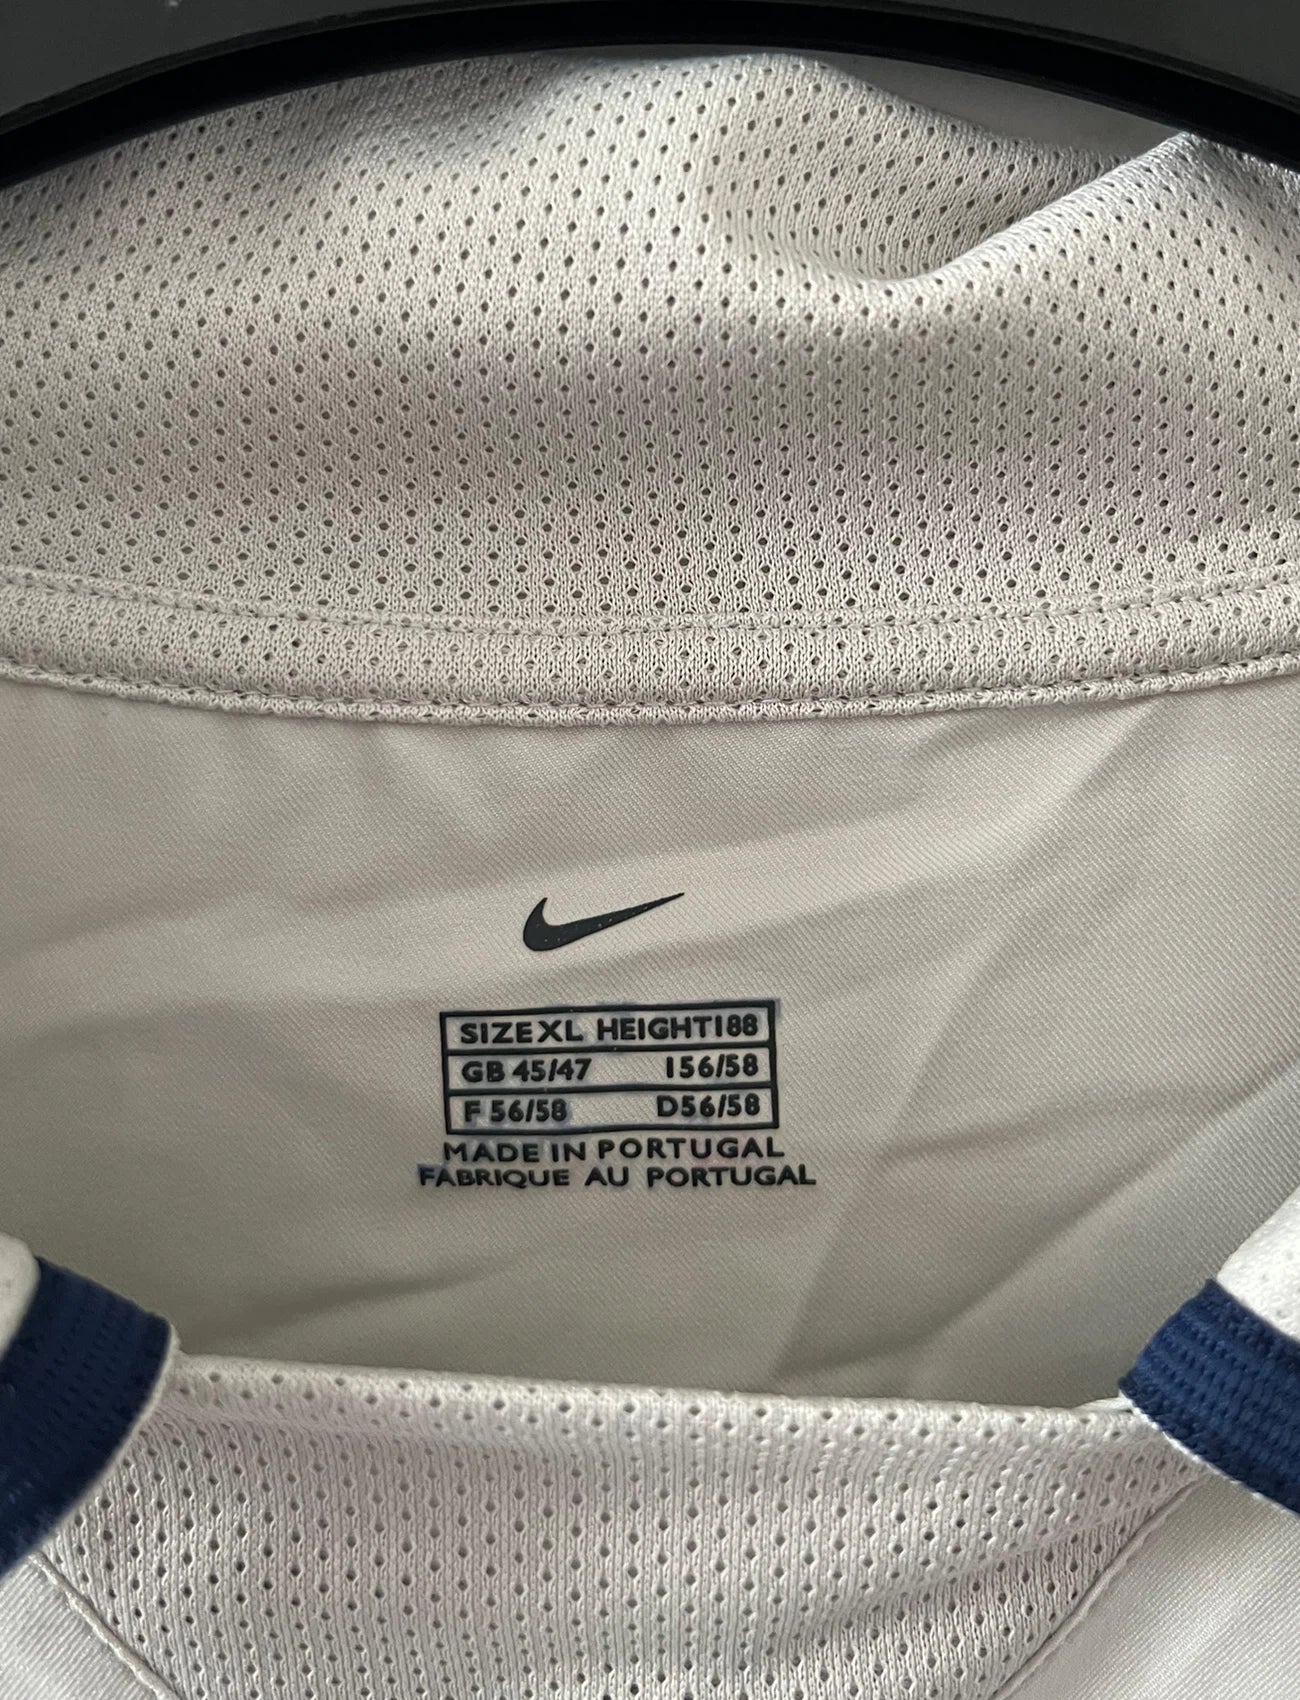 SIZE XL HEIGHT 188
GB 45/47 I 56/58
F 56/58 D 56/58
MADE IN PORTUGAL
FABRIQUE AU PORTUGAL